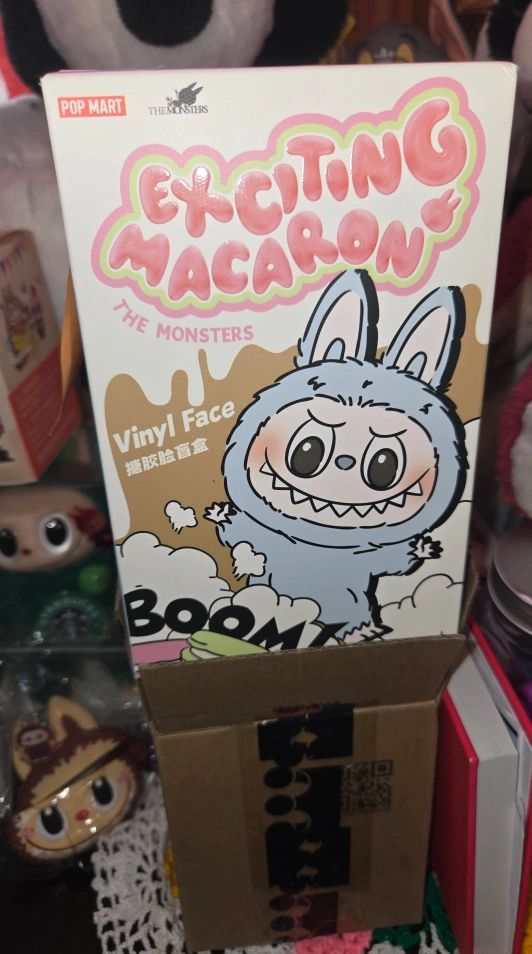 POP MART
THE MONSTERS
EXCITING
MACARON
THE MONSTERS
Vinyl Face
搪胶脸盲盒
BOOM!